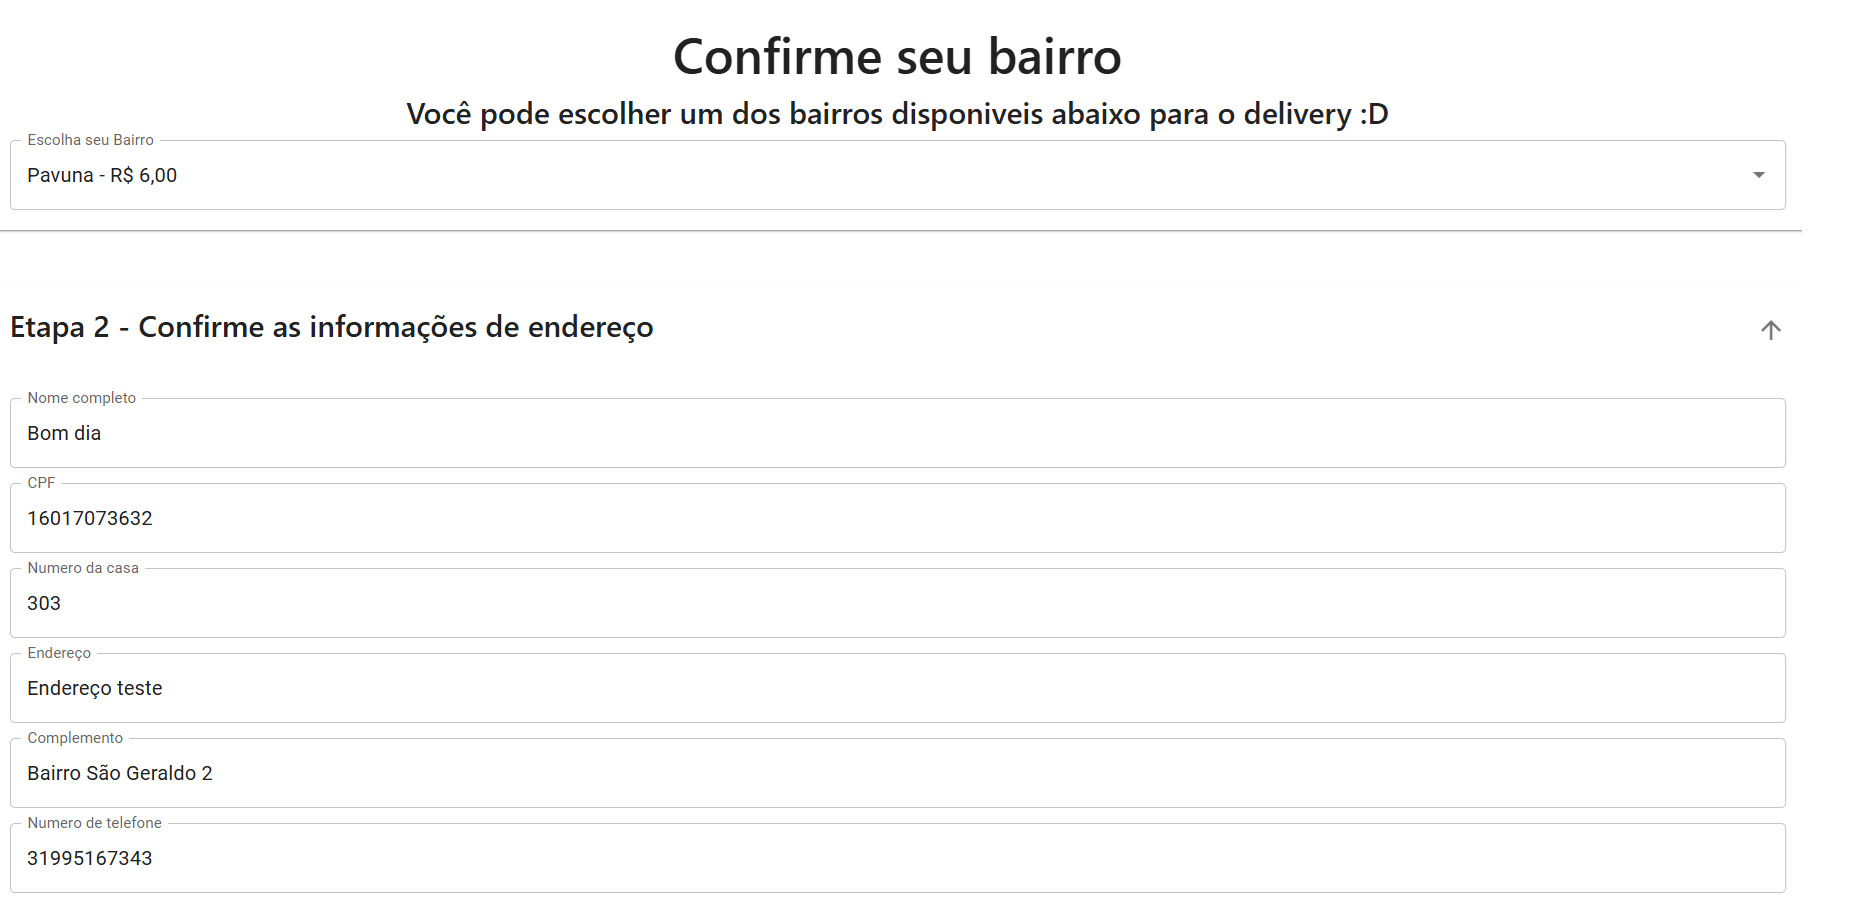 Confirme seu bairro
Você pode escolher um dos bairros disponiveis abaixo para o delivery :D
Escolha seu Bairro
Pavuna - R$ 6,00
Etapa 2 - Confirme as informações de endereço
Nome completo
Bom dia
CPF
16017073632
Numero da casa
303
Endereço
Endereço teste
Complemento
Bairro São Geraldo 2
Numero de telefone
31995167343